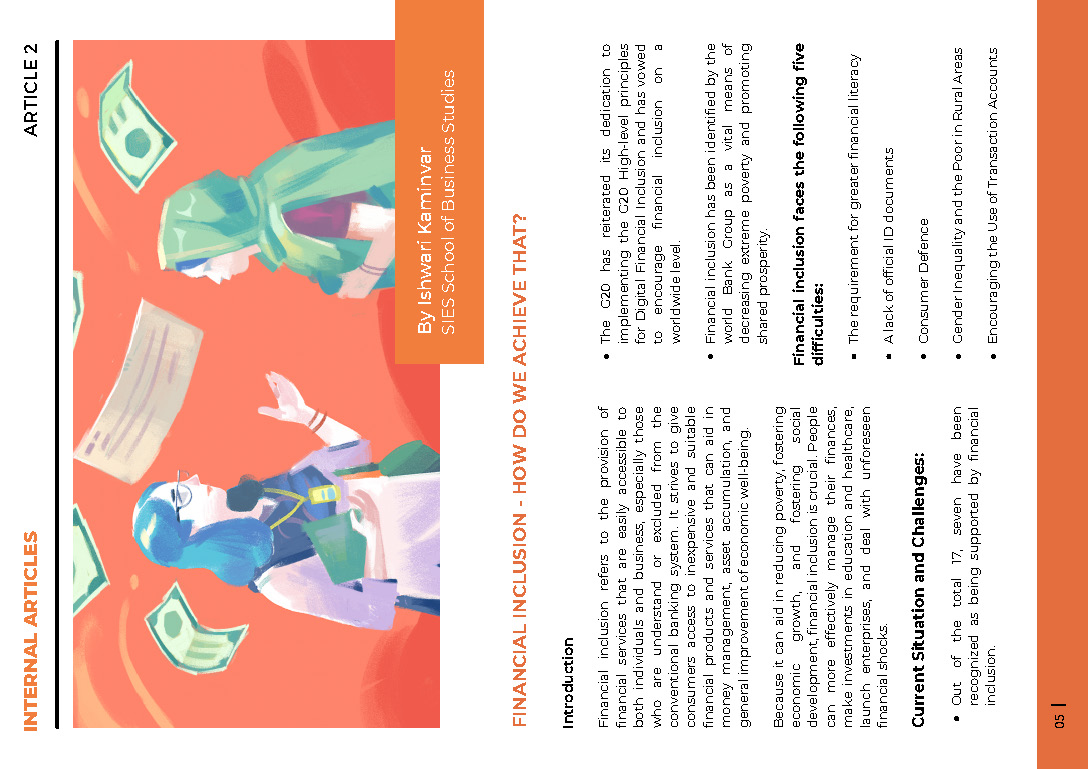 INTERNAL ARTICLES
ARTICLE 2
By Ishwari Kaminvar
SIES School of Business Studies
FINANCIAL INCLUSION - HOW DO WE ACHIEVE THAT?
Introduction
Financial inclusion refers to the provision of
financial services that are easily accessible to
both individuals and business, especially those
who are understand or excluded from the
conventional banking system. It strives to give
consumers access to inexpensive and suitable
financial products and services that can aid in
money management, asset accumulation, and
general improvement of economic well-being.
Because it can aid in reducing poverty, fostering
economic growth, and fostering social
development, financial inclusion is crucial. People
can more effectively manage their finances,
make investments in education and healthcare,
launch enterprises, and deal with unforeseen
financial shocks.
Current Situation and Challenges:
• Out of the total 17, seven have been
recognized as being supported by financial
inclusion.
• The G20 has reiterated its dedication to
implementing the G20 High-level principles
for Digital Financial Inclusion and has vowed
to encourage financial inclusion on a
worldwide level.
• Financial inclusion has been identified by the
world Bank Group as a vital means of
decreasing extreme poverty and promoting
shared prosperity.
Financial inclusion faces the following five
difficulties:
• The requirement for greater financial literacy
• A lack of official ID documents
• Consumer Defence
• Gender Inequality and the Poor in Rural Areas
• Encouraging the Use of Transaction Accounts
05 |